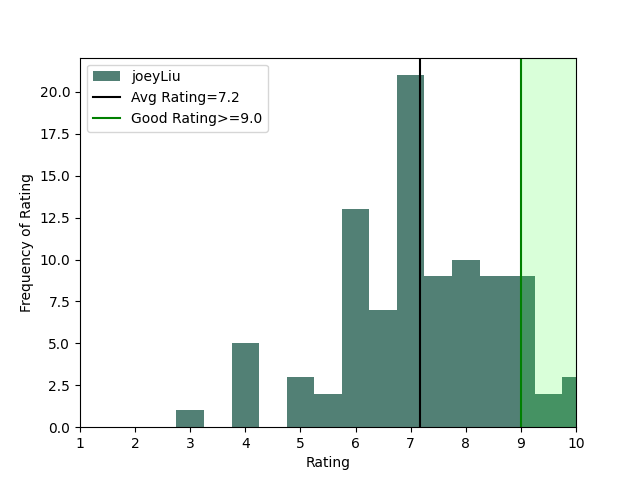 joeyLiu
Avg Rating=7.2
Good Rating>=9.0
20.0
17.5
15.0
12.5
10.0
7.5
5.0
2.5
0.0
Frequency of Rating
1 2 3 4 5 6 7 8 9 10
Rating